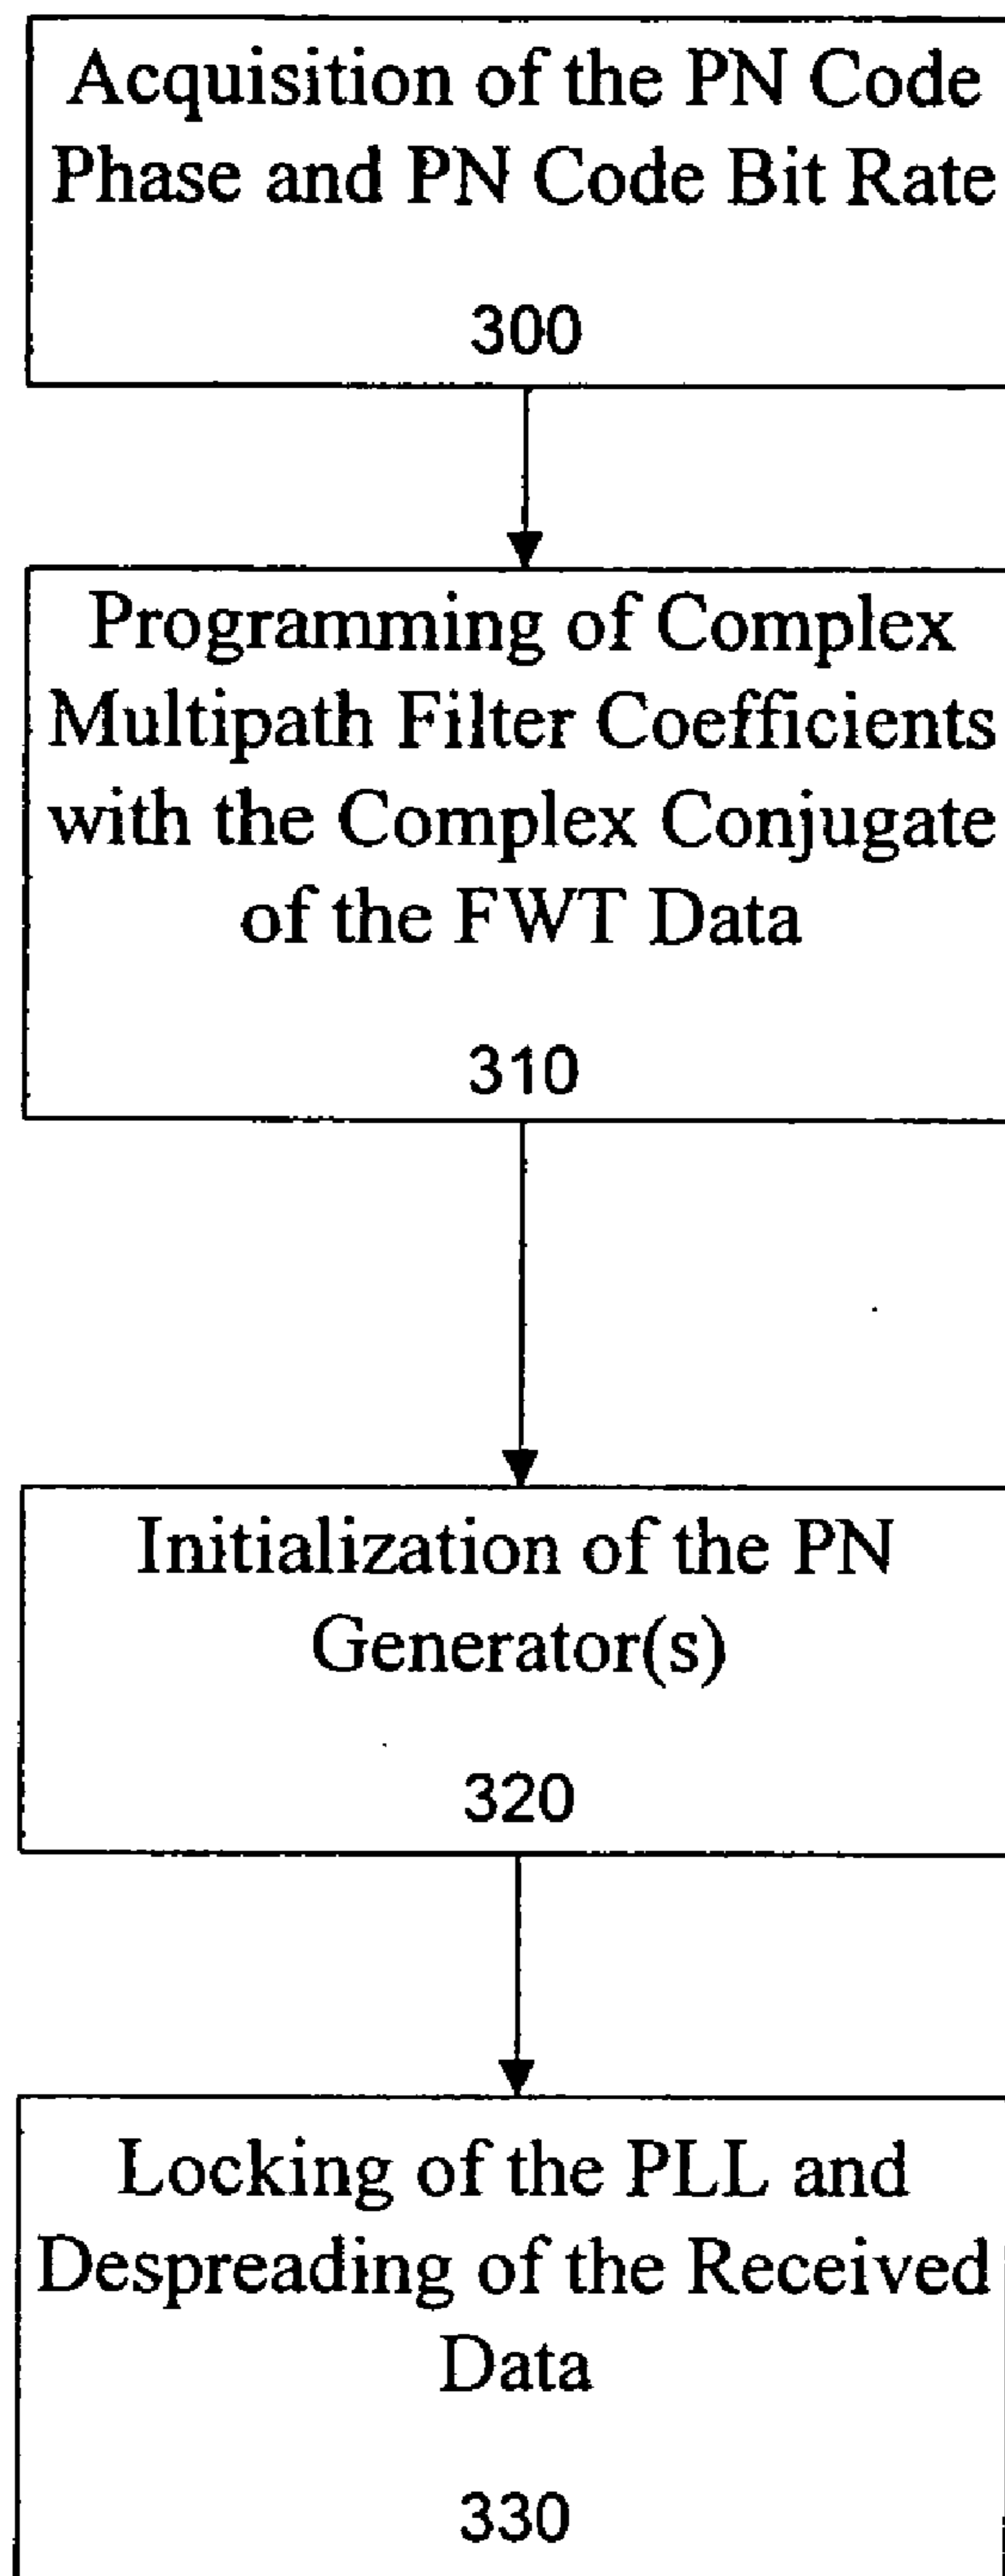 Acquisition of the PN Code
Phase and PN Code Bit Rate
300
Programming of Complex
Multipath Filter Coefficients
with the Complex Conjugate
of the FWT Data
310
Initialization of the PN
Generator(s)
320
Locking of the PLL and
Despreading of the Received
Data
330